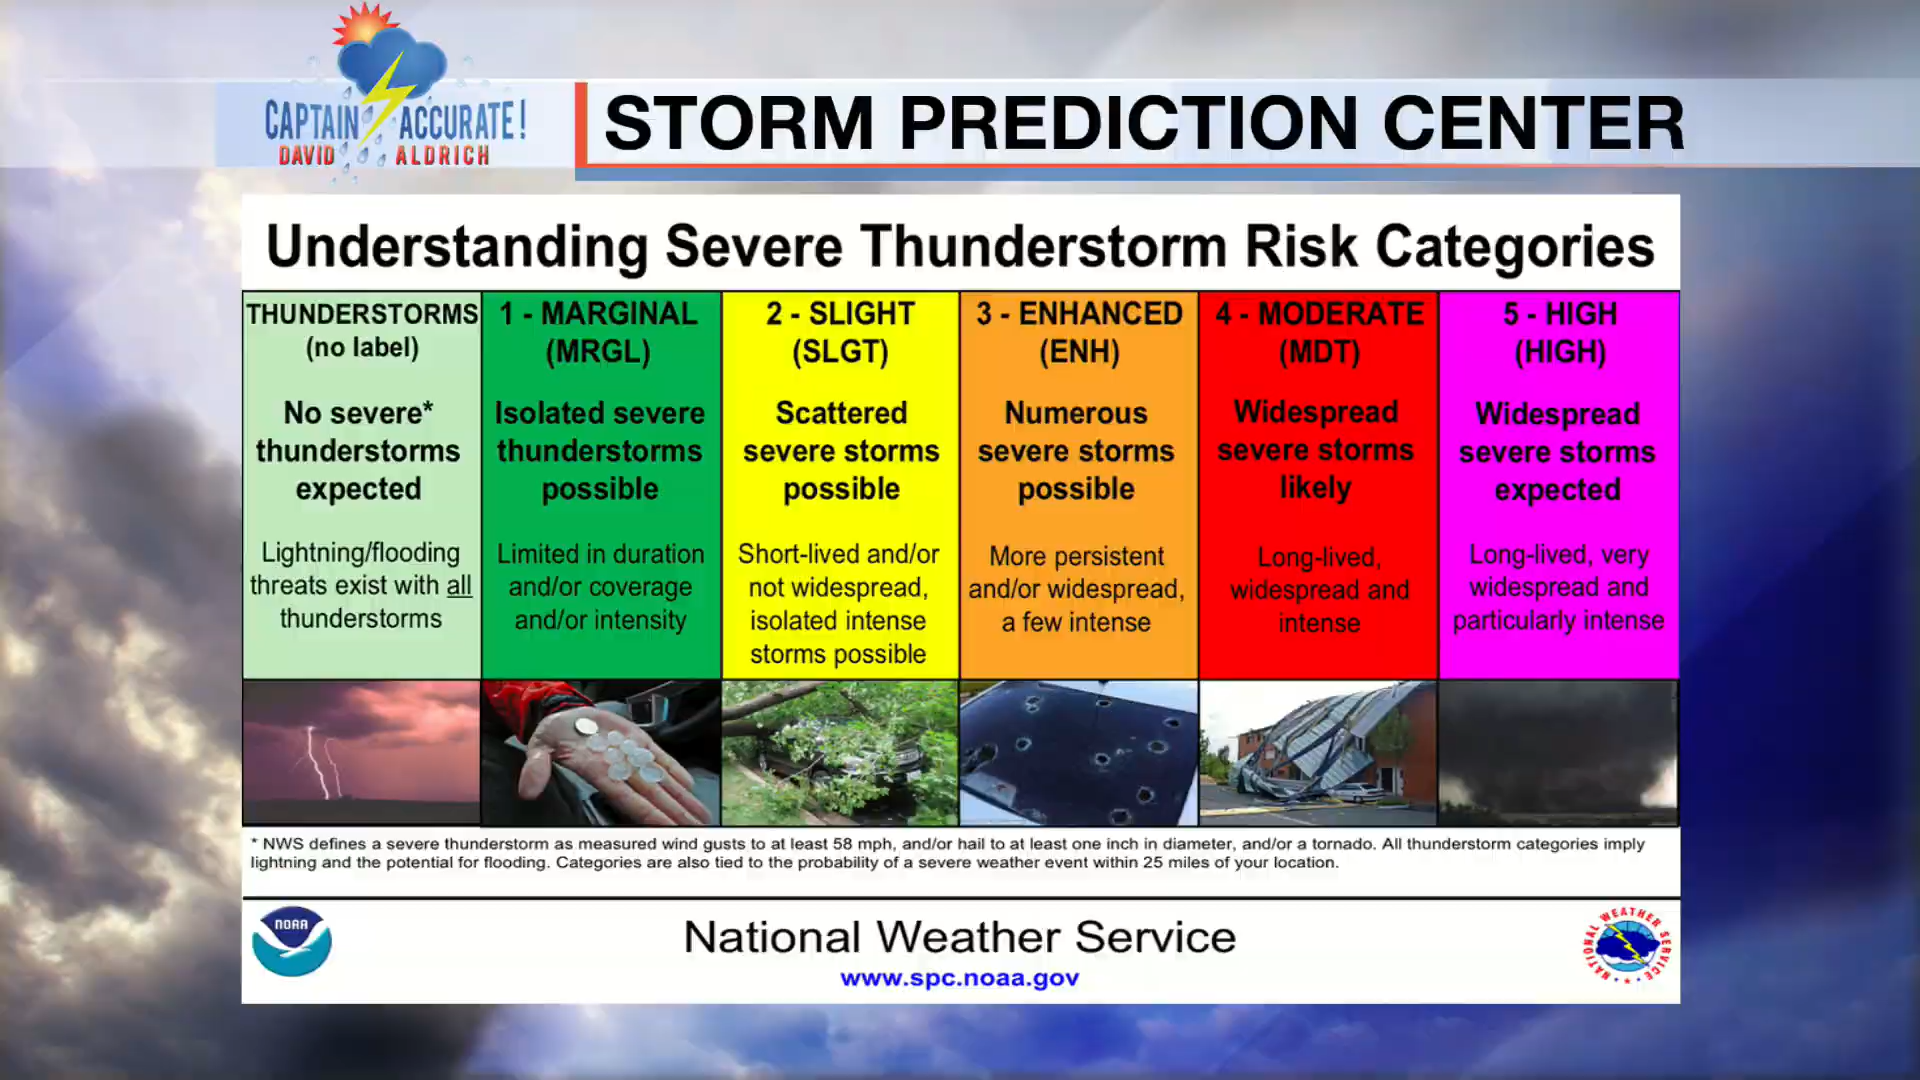 CAPTAIN ACCURATE!
DAVID ALDRICH
STORM PREDICTION CENTER
Understanding Severe Thunderstorm Risk Categories
THUNDERSTORMS
(no label)
No severe*
thunderstorms
expected
Lightning/flooding
threats exist with all
thunderstorms
1 - MARGINAL
(MRGL)
Isolated severe
thunderstorms
possible
Limited in duration
and/or coverage
and/or intensity
2 - SLIGHT
(SLGT)
Scattered
severe storms
possible
Short-lived and/or
not widespread,
isolated intense
storms possible
3 - ENHANCED
(ENH)
Numerous
severe storms
possible
More persistent
and/or widespread,
a few intense
4 - MODERATE
(MDT)
Widespread
severe storms
likely
Long-lived,
widespread and
intense
5 - HIGH
(HIGH)
Widespread
severe storms
expected
Long-lived, very
widespread and
particularly intense
* NWS defines a severe thunderstorm as measured wind gusts to at least 58 mph, and/or hail to at least one inch in diameter, and/or a tornado. All thunderstorm categories imply
lightning and the potential for flooding. Categories are also tied to the probability of a severe weather event within 25 miles of your location.
NOAA
National Weather Service
www.spc.noaa.gov
NATIONAL WEATHER SERVICE